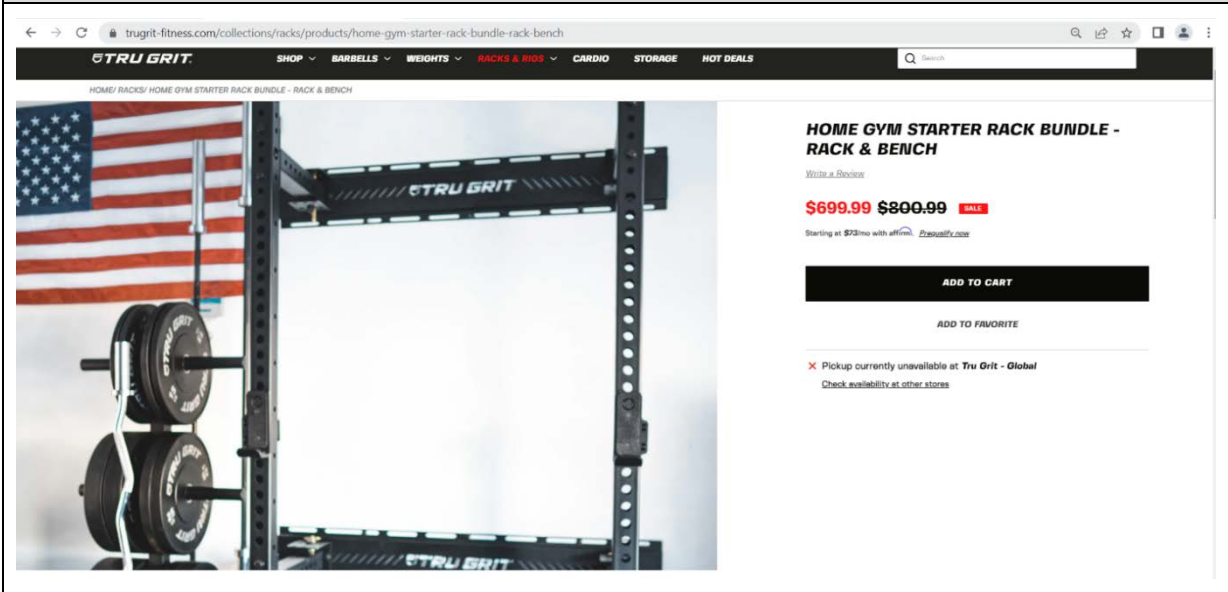 trugrit-fitness.com/collections/racks/products/home-gym-starter-rack-bundle-rack-bench
TRU GRIT SHOP BARBELLS WEIGHTS RACKS & RIGS CARDIO STORAGE HOT DEALS Search
HOME/ RACKS/ HOME GYM STARTER RACK BUNDLE - RACK & BENCH
HOME GYM STARTER RACK BUNDLE -
RACK & BENCH
Write a Review
$699.99 $800.99 SALE
Starting at $73/mo with affirm. Prequalify now
ADD TO CART
ADD TO FAVORITE
Pickup currently unavailable at Tru Grit - Global
Check availability at other stores
TRU GRIT
TRU GRIT
TRU GRIT
TRU GRIT